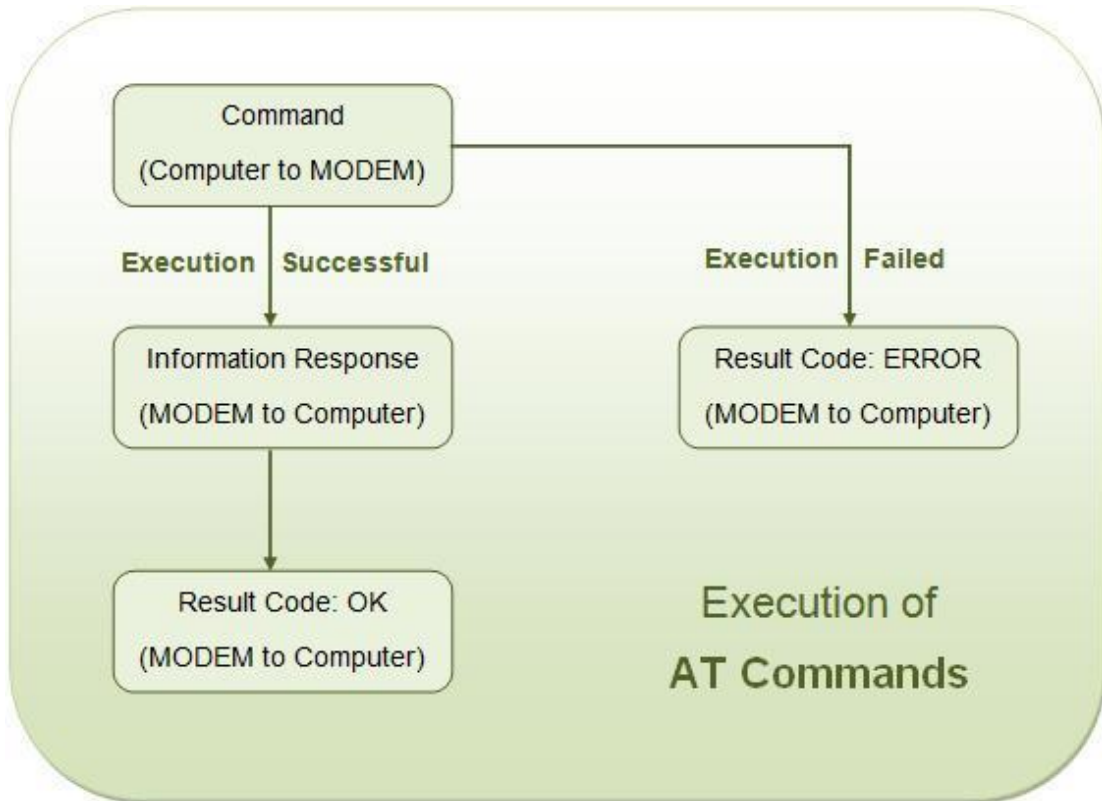 Command
(Computer to MODEM)
Execution Successful
Execution Failed
Information Response
(MODEM to Computer)
Result Code: ERROR
(MODEM to Computer)
Result Code: OK
(MODEM to Computer)
Execution of
AT Commands